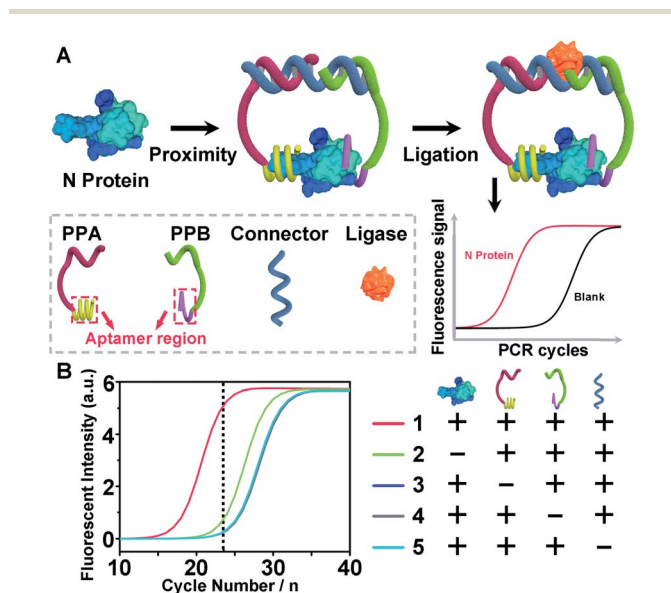 A
N Protein
Proximity
Ligation
PPA
PPB
Connector
Ligase
Aptamer region
Fluorescence signal
N Protein
Blank
PCR cycles
B
Fluorescent Intensity (a.u.)
6
4
2
0
10
20
30
40
Cycle Number / n
1 + + + +
2 − + + +
3 + − + +
4 + + − +
5 + + + −